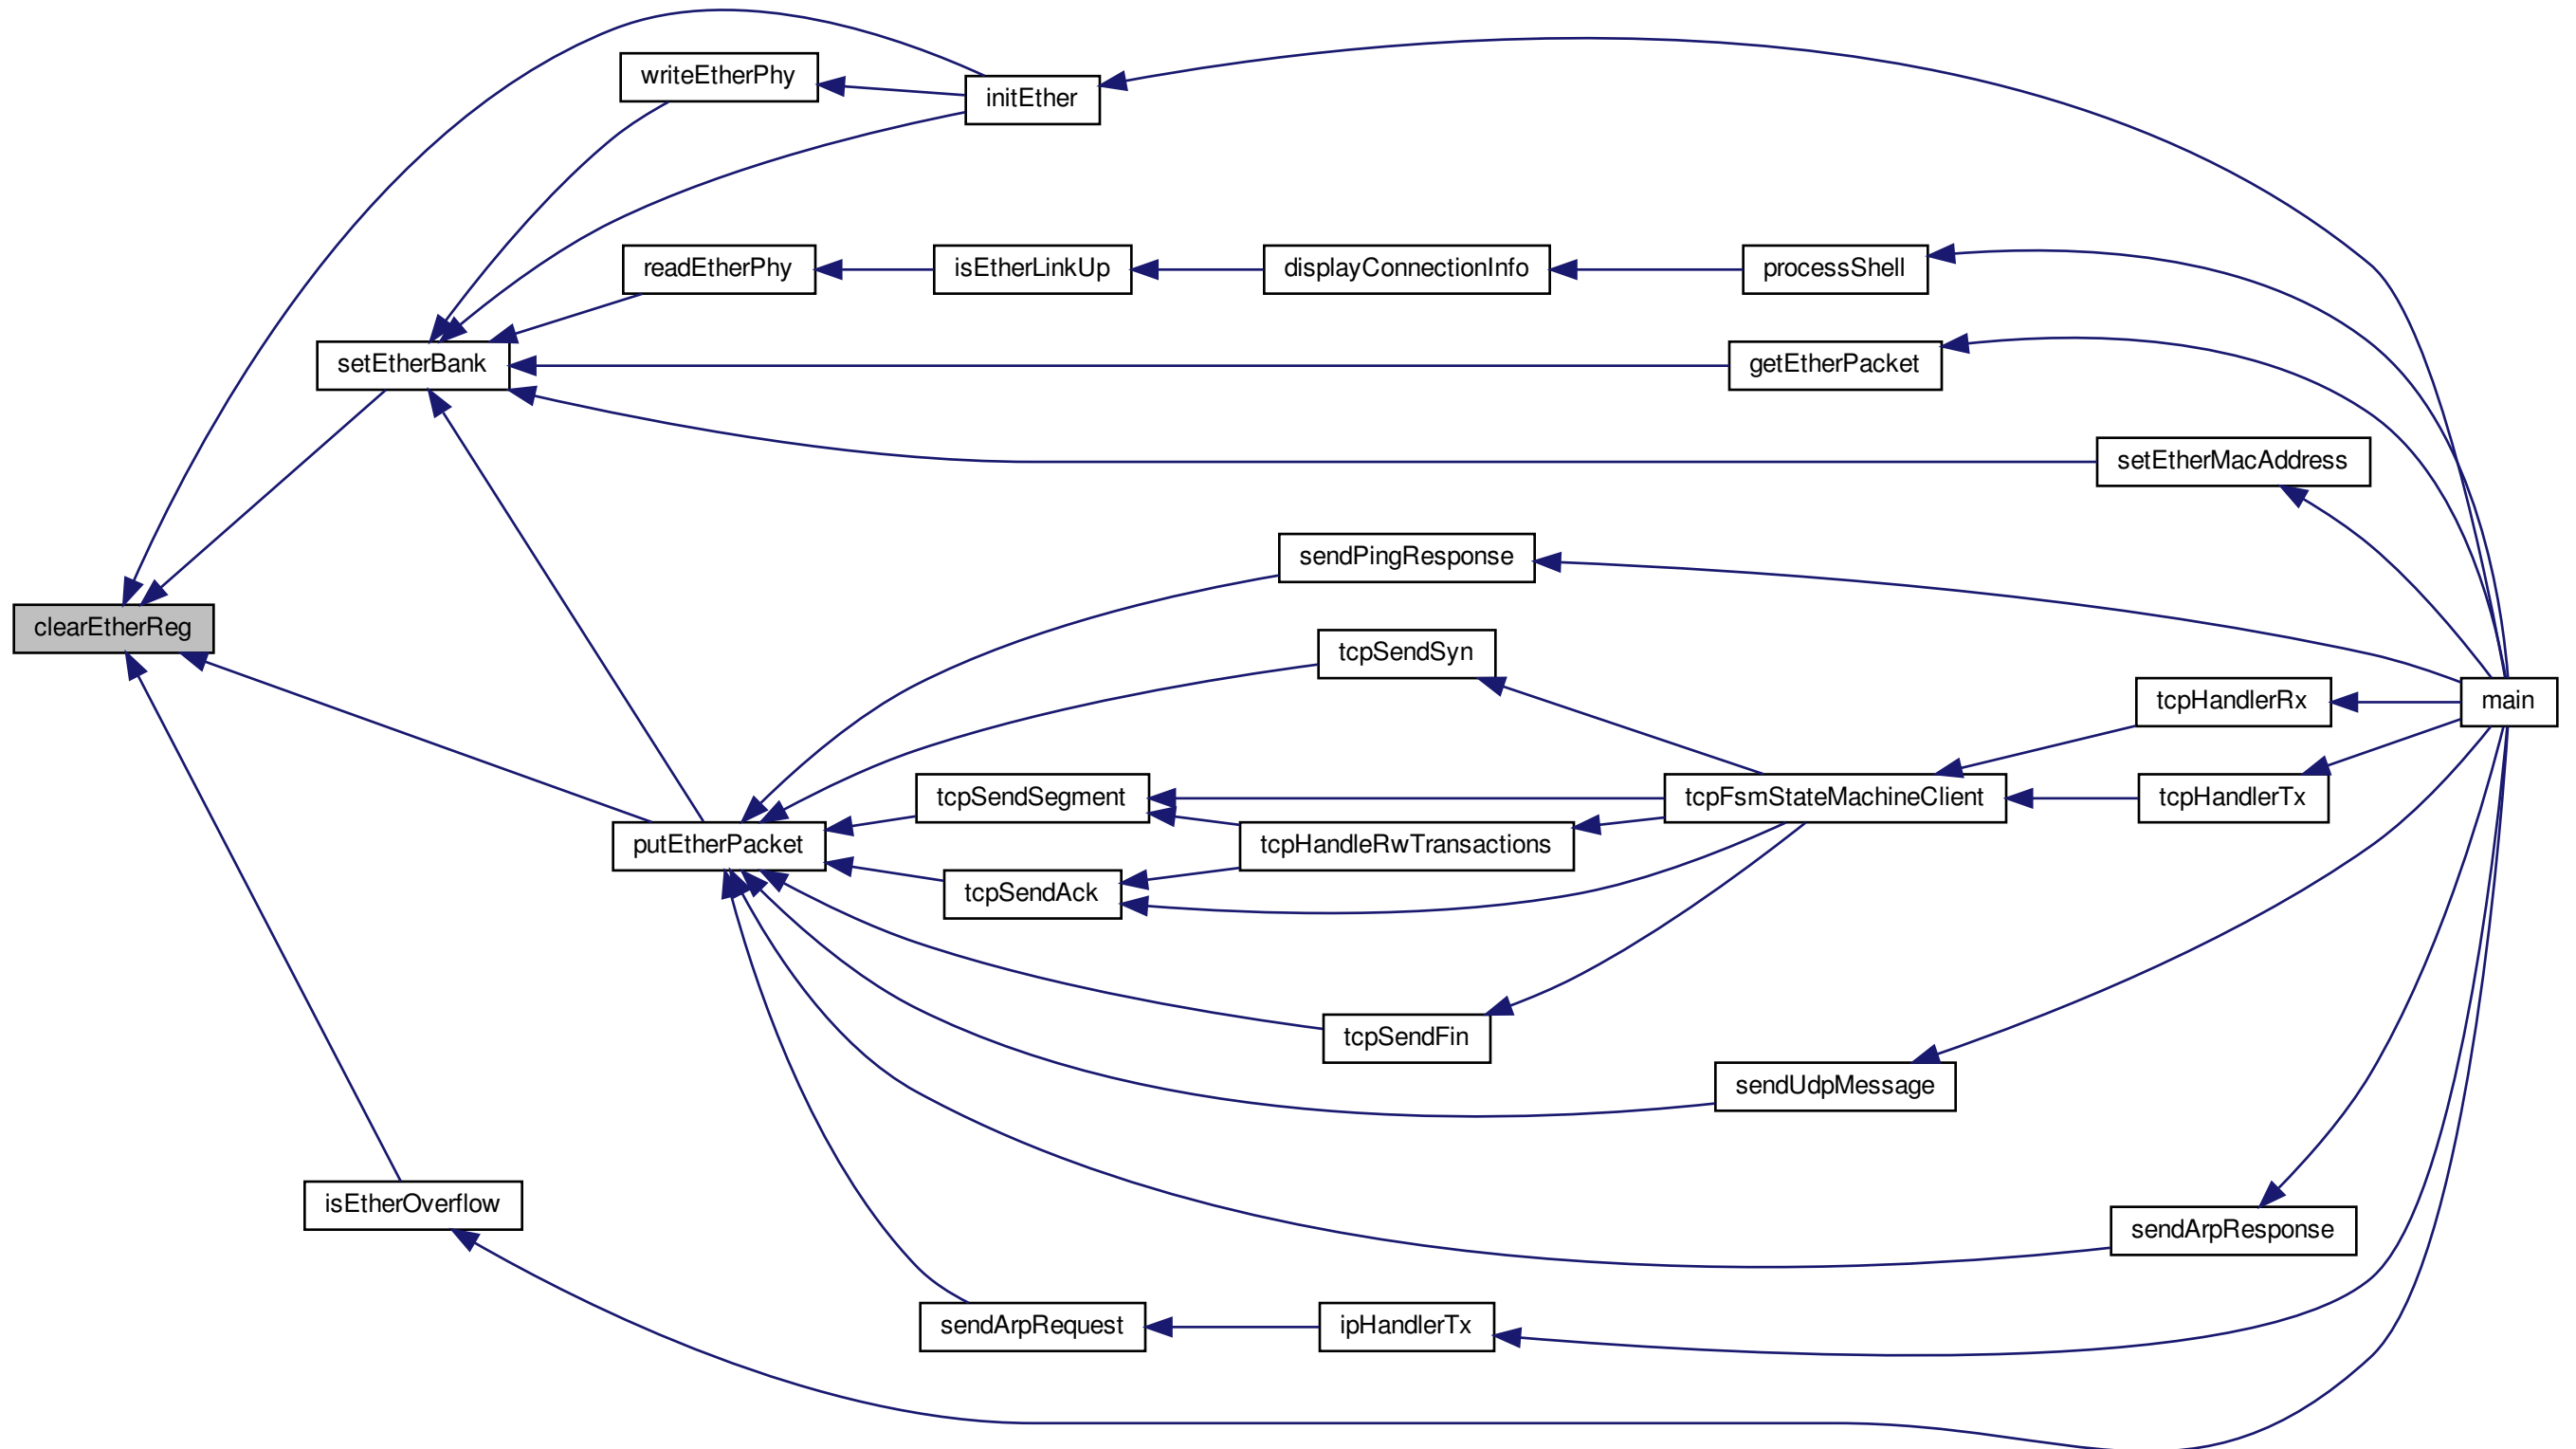 writeEtherPhy
initEther
readEtherPhy
isEtherLinkUp
displayConnectionInfo
processShell
setEtherBank
getEtherPacket
setEtherMacAddress
sendPingResponse
clearEtherReg
tcpSendSyn
tcpHandlerRx
main
tcpSendSegment
tcpFsmStateMachineClient
tcpHandlerTx
putEtherPacket
tcpHandleRwTransactions
tcpSendAck
tcpSendFin
sendUdpMessage
isEtherOverflow
sendArpResponse
sendArpRequest
ipHandlerTx